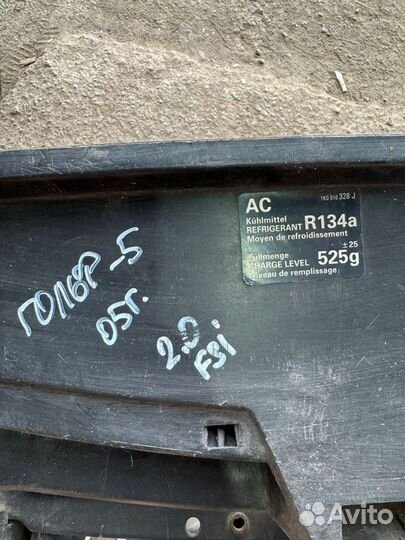 AC
1K0 010 328 J
Kühlmittel
REFRIGERANT R134a
Moyen de refroidissement
±25
Füllmenge
CHARGE LEVEL 525g
Niveau de remplissage.
гольф-5
05г.
2.0
FSi
Avito